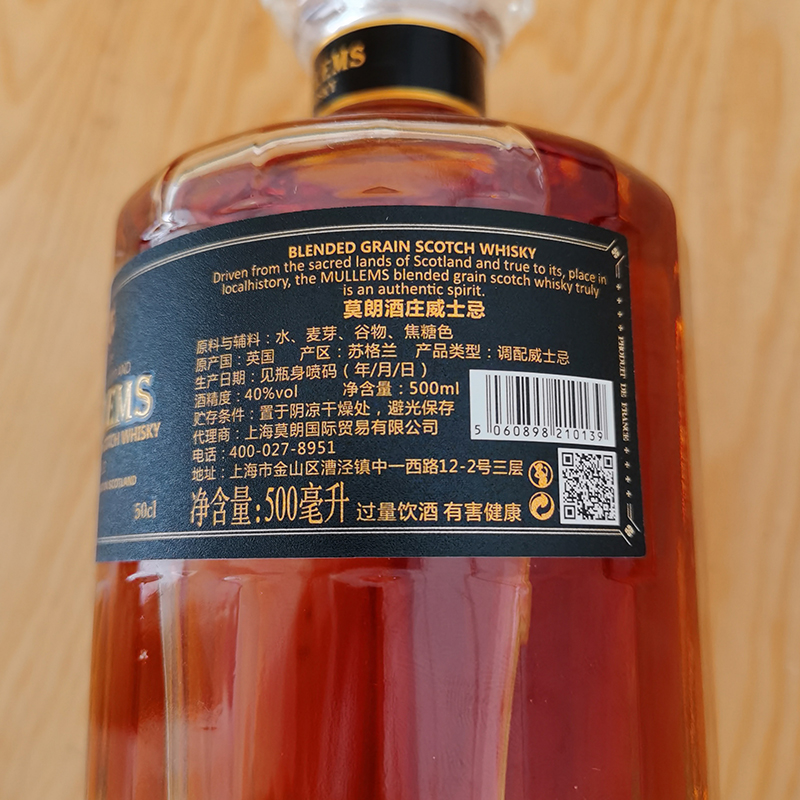 EMS
KY
BLENDED GRAIN SCOTCH WHISKY
Driven from the sacred lands of Scotland and true to its, place in
localhistory, the MULLEMS blended grain scotch whisky truly
is an authentic spirit.
莫朗酒庄威士忌
原料与辅料：水、麦芽、谷物、焦糖色
原产国：英国 产区：苏格兰 产品类型：调配威士忌
生产日期：见瓶身喷码（年/月/日）
酒精度：40%vol 净含量：500ml
贮存条件：置于阴凉干燥处，避光保存
代理商：上海莫朗国际贸易有限公司
电话：400-027-8951
地址：上海市金山区漕泾镇中一西路12-2号三层
净含量:500毫升 过量饮酒 有害健康
5 060898 210139
PRODUIT DE FRANCE
AND
EMS
SCOTCH WHISKY
SCOTLAND
50cl